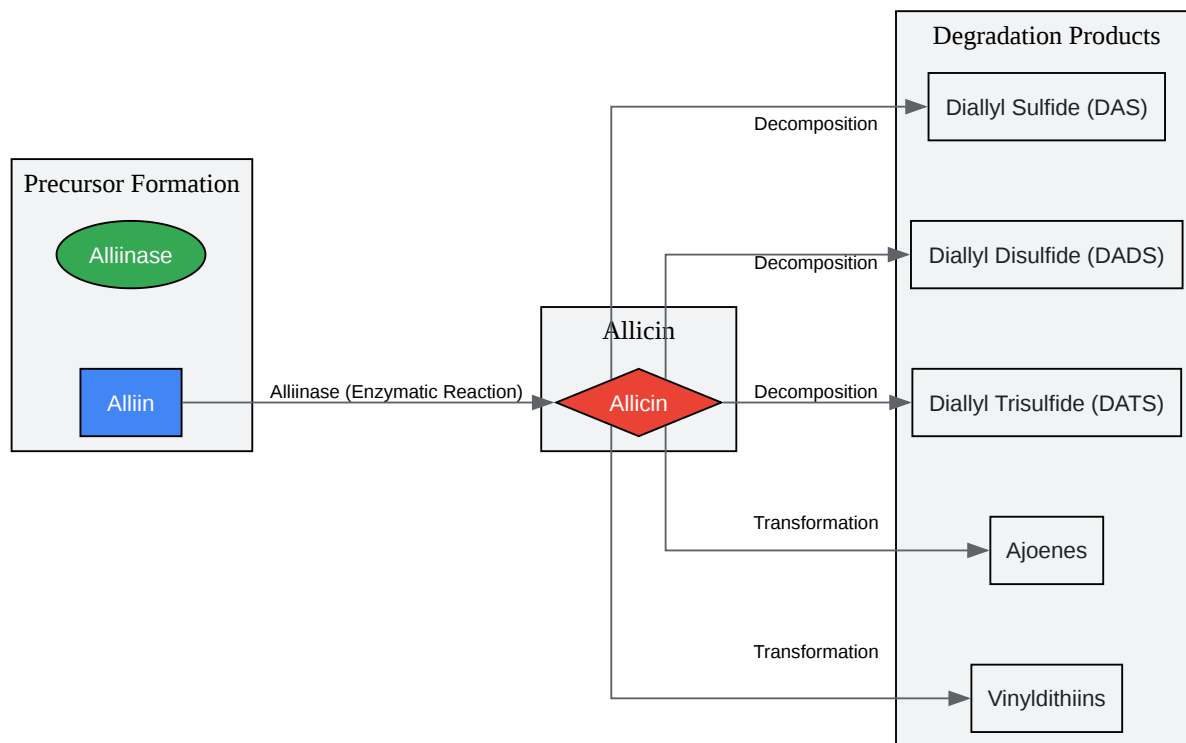 Precursor Formation
Alliinase
Alliin
Alliinase (Enzymatic Reaction)
Allicin
Allicin
Decomposition
Decomposition
Decomposition
Transformation
Transformation
Degradation Products
Diallyl Sulfide (DAS)
Diallyl Disulfide (DADS)
Diallyl Trisulfide (DATS)
Ajoenes
Vinyldithiins